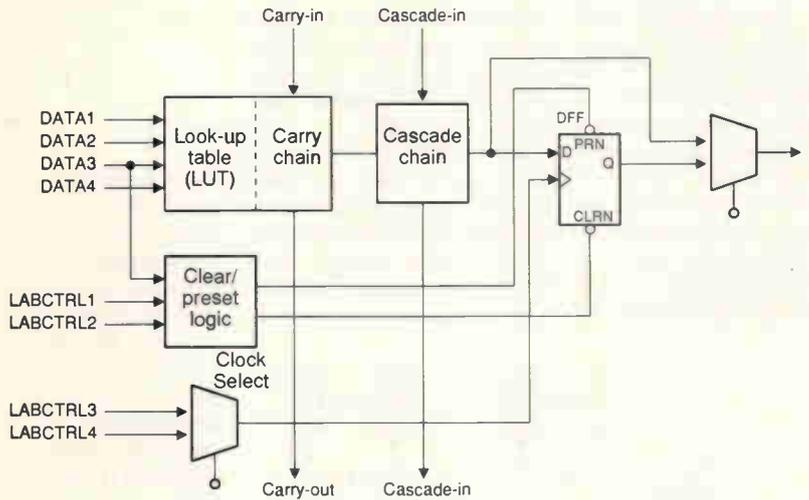 Carry-in
Cascade-in
DATA1
DATA2
DATA3
DATA4
Look-up
table
(LUT)
Carry
chain
Cascade
chain
DFF
PRN
D
Q
CLRN
Clear/
preset
logic
LABCTRL1
LABCTRL2
Clock
Select
LABCTRL3
LABCTRL4
Carry-out
Cascade-in